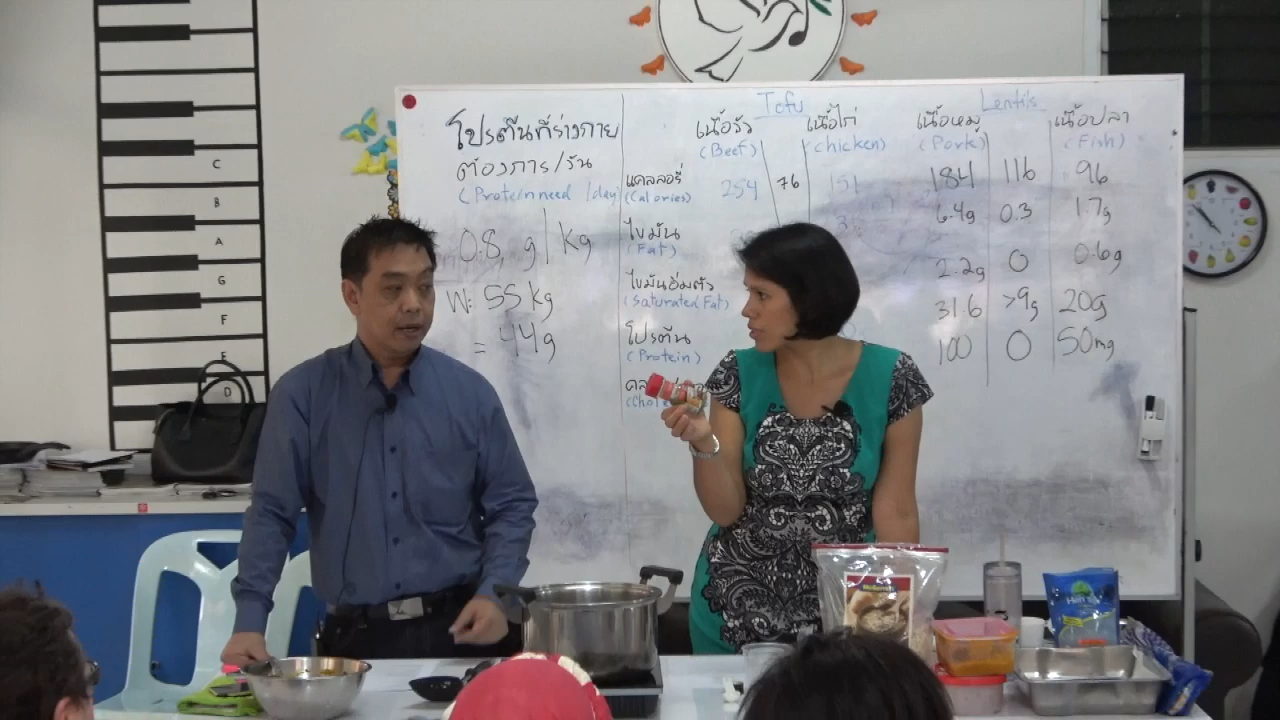 โปรตีนที่ร่างกาย
ต้องการ/วัน
(Protein need /day)
0.8 g/kg
W: 55 kg
= 44g
Tofu
Lentils
เนื้อวัว
เนื้อไก่
เนื้อหมู
เนื้อปลา
(Beef)
(chicken)
(Pork)
(Fish)
แคลลอรี่
(Calories)
254
76
151
184
116
96
ไขมัน
(Fat)
6.4g
0.3
1.7g
ไขมันอิ่มตัว
(Saturated Fat)
2.2g
0
0.6g
โปรตีน
(Protein)
31.6
>9g
20g
100
0
50mg
C
B
A
G
F
E
D